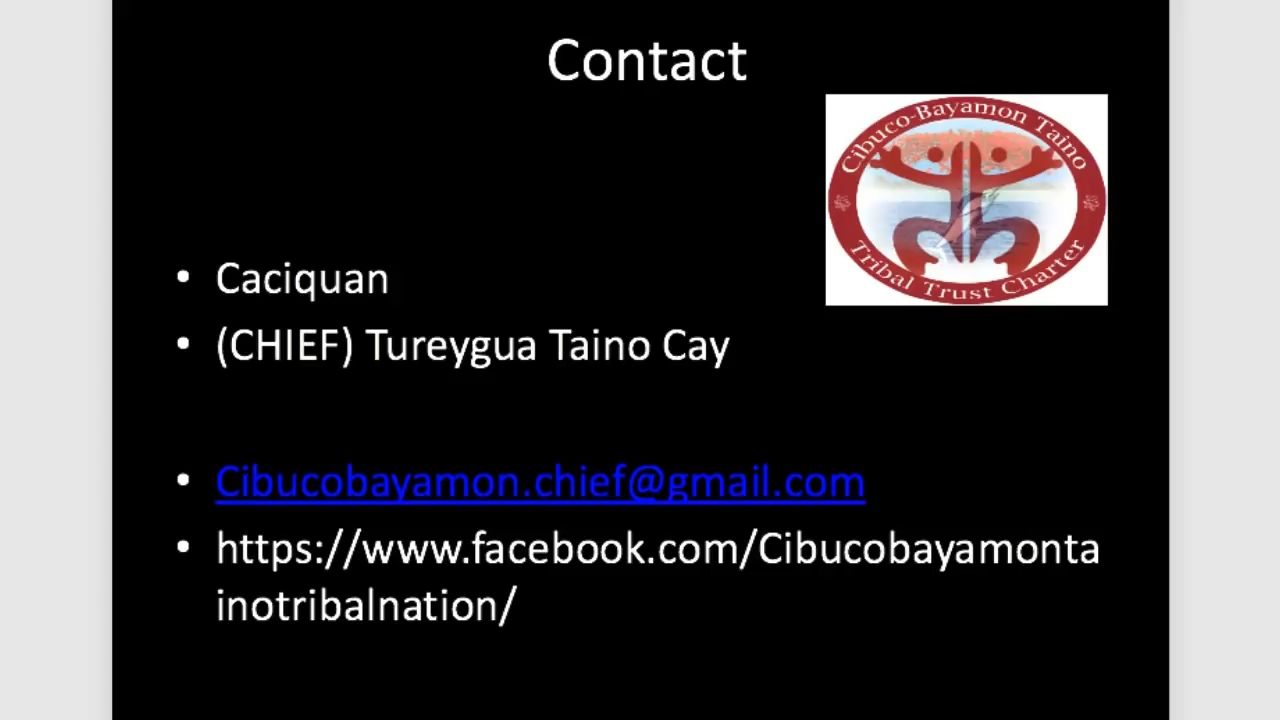 Contact
Cibuco-Bayamon Taino
Tribal Trust Charter
• Caciquan
• (CHIEF) Tureygua Taino Cay
• Cibucobayamon.chief@gmail.com
• https://www.facebook.com/Cibucobayamonta
inotribalnation/